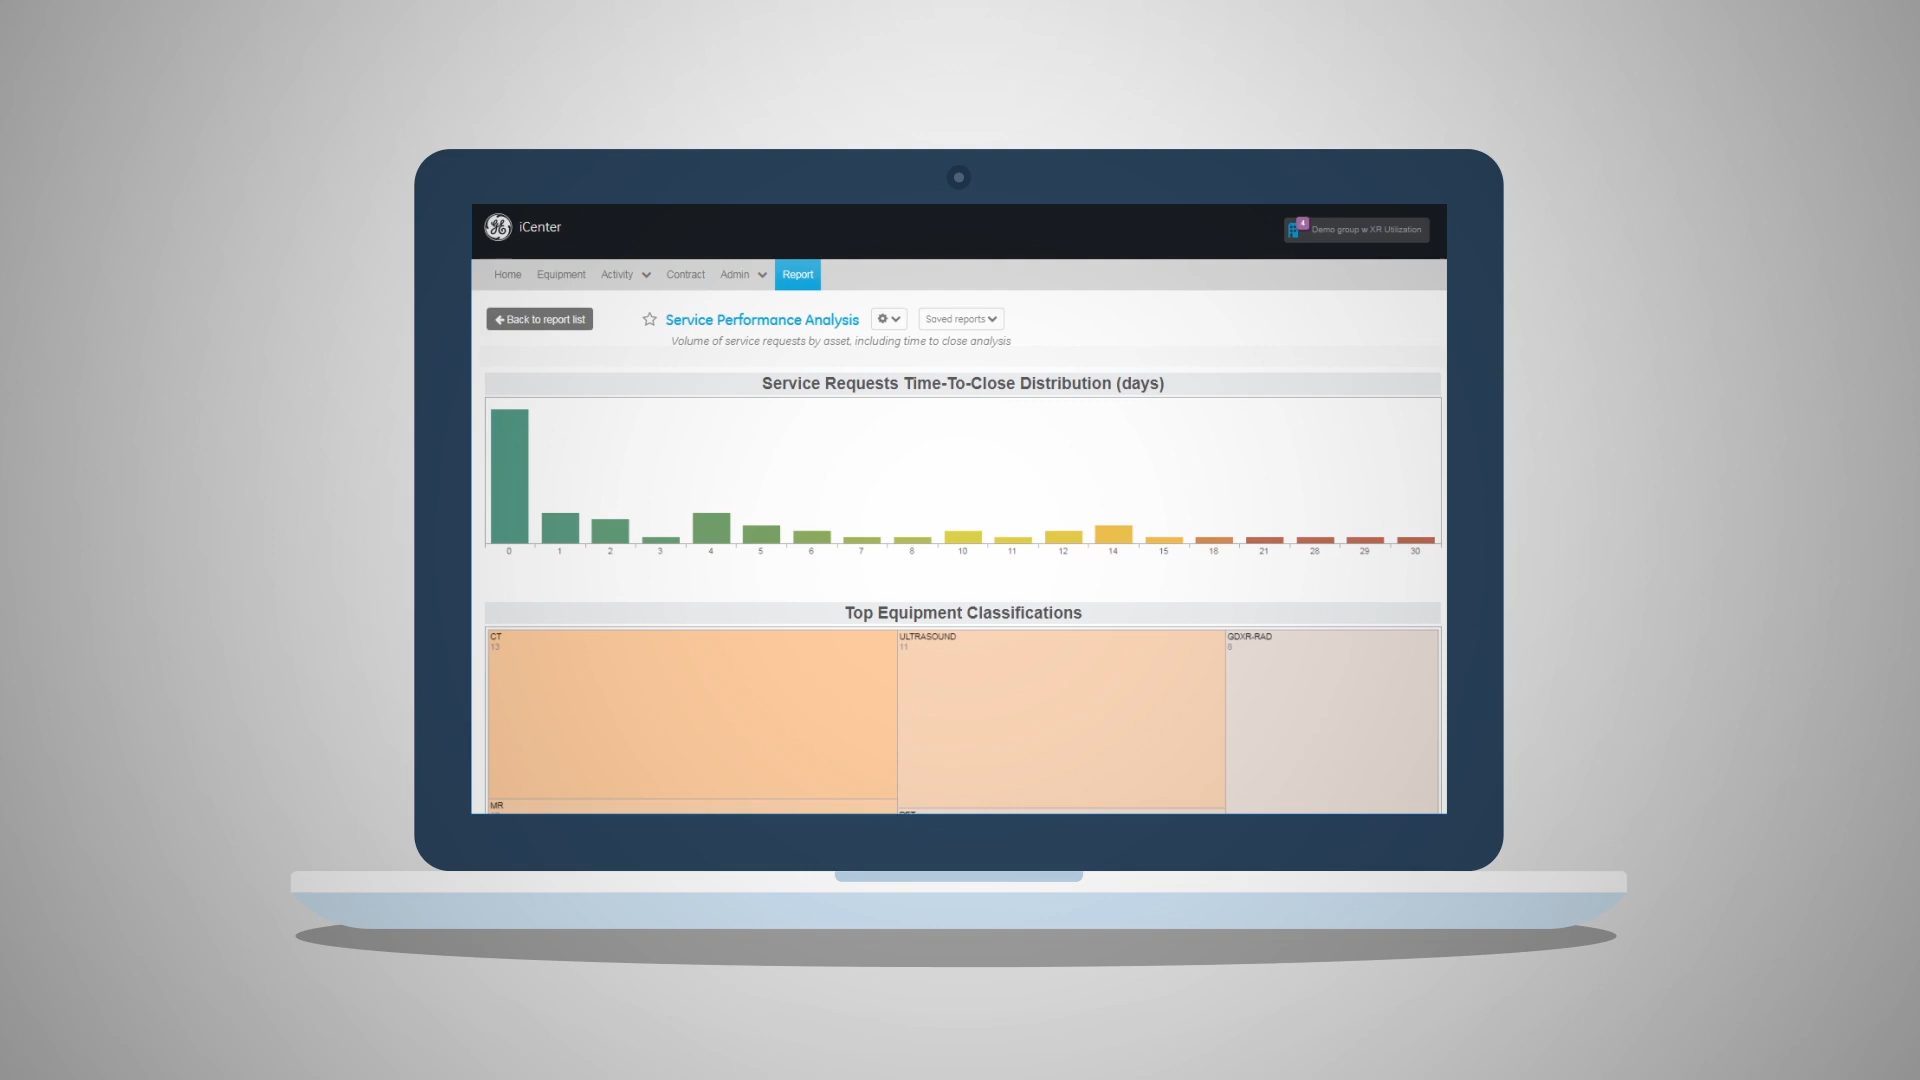 iCenter
4
Demo group w XR Utilization
Home Equipment Activity Contract Admin Report
Back to report list
Service Performance Analysis
Saved reports
Volume of service requests by asset, including time to close analysis
Service Requests Time-To-Close Distribution (days)
0 1 2 3 4 5 6 7 8 10 11 12 14 15 18 21 28 29 30
Top Equipment Classifications
CT ULTRASOUND GDXR-RAD
13 11
MR